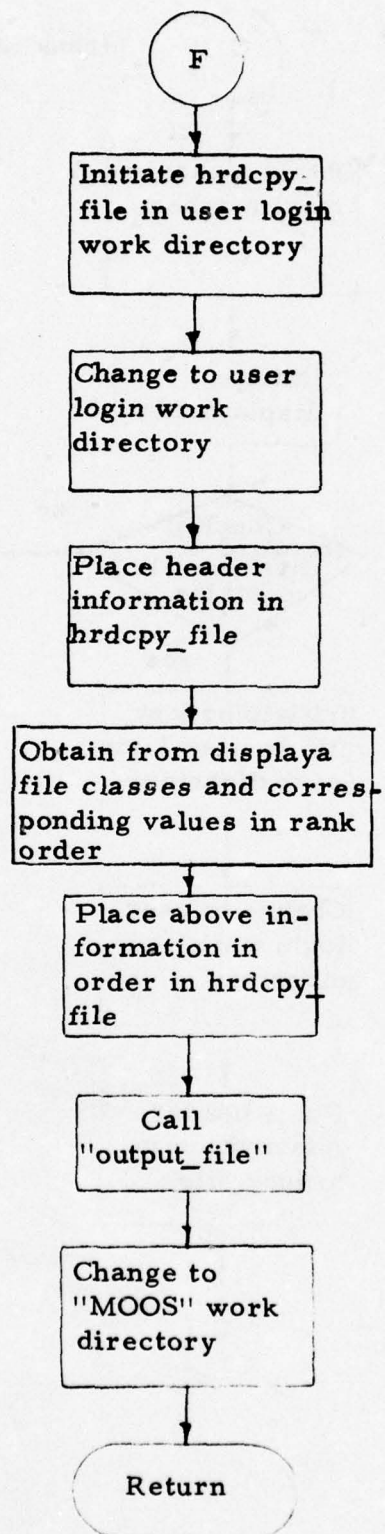 F
Initiate hrdcpy_
file in user login
work directory
Change to user
login work
directory
Place header
information in
hrdcpy_file
Obtain from displaya
file classes and corres-
ponding values in rank
order
Place above in-
formation in
order in hrdcpy_
file
Call
"output_file"
Change to
"MOOS" work
directory
Return